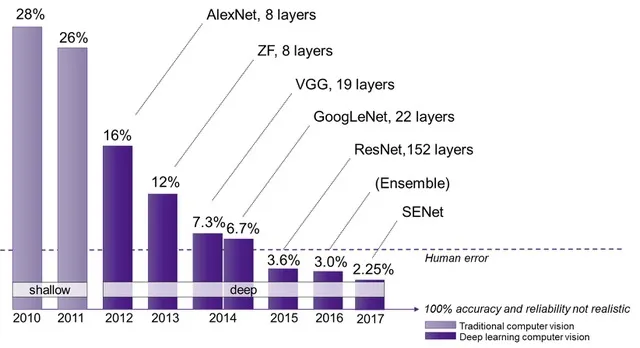 28%
26%
16%
12%
7.3%
6.7%
3.6%
3.0%
2.25%
AlexNet, 8 layers
ZF, 8 layers
VGG, 19 layers
GoogLeNet, 22 layers
ResNet,152 layers
(Ensemble)
SENet
Human error
shallow
deep
2010
2011
2012
2013
2014
2015
2016
2017
100% accuracy and reliability not realistic
Traditional computer vision
Deep learning computer vision